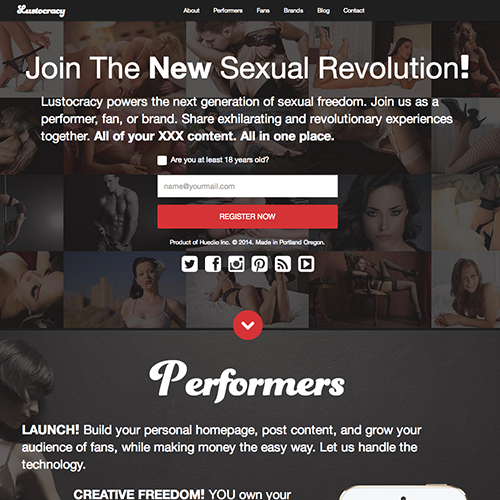 Lustocracy
About Performers Fans Brands Blog Contact
Join The New Sexual Revolution!
Lustocracy powers the next generation of sexual freedom. Join us as a
performer, fan, or brand. Share exhilarating and revolutionary experiences
together. All of your XXX content. All in one place.
Are you at least 18 years old?
name@yourmail.com
REGISTER NOW
Product of Huedio Inc. © 2014. Made in Portland Oregon.
Performers
LAUNCH! Build your personal homepage, post content, and grow your
audience of fans, while making money the easy way. Let us handle the
technology.
CREATIVE FREEDOM! YOU own your